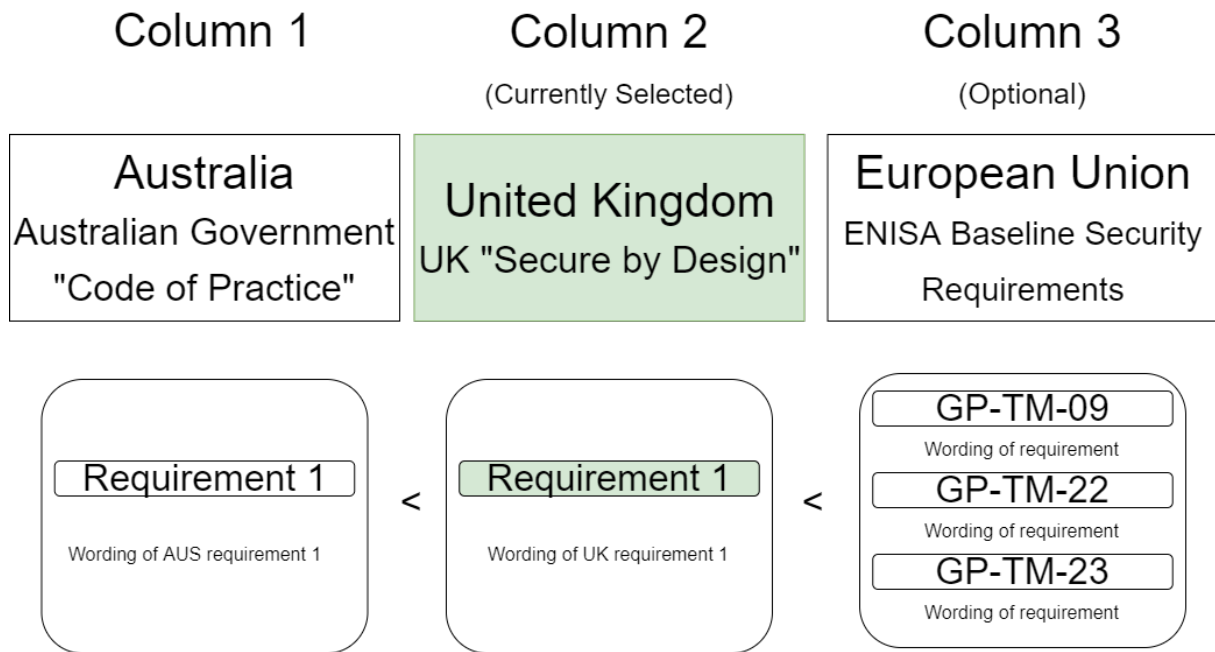 Column 1
Column 2
Column 3
(Currently Selected)
(Optional)
Australia
Australian Government
"Code of Practice"
United Kingdom
UK "Secure by Design"
European Union
ENISA Baseline Security
Requirements
Requirement 1
Wording of AUS requirement 1
<
Requirement 1
Wording of UK requirement 1
<
GP-TM-09
Wording of requirement
GP-TM-22
Wording of requirement
GP-TM-23
Wording of requirement